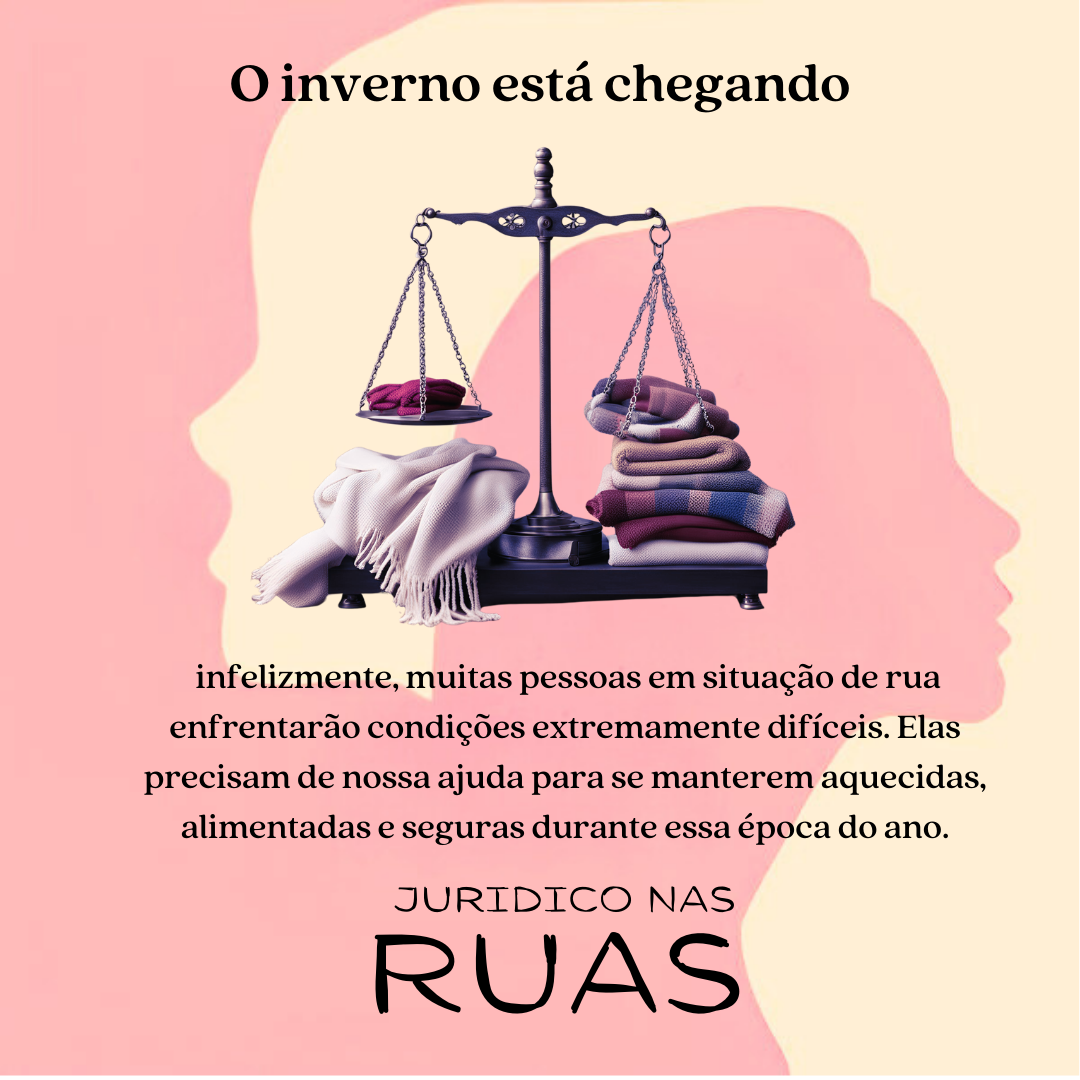 O inverno está chegando
infelizmente, muitas pessoas em situação de rua
enfrentarão condições extremamente difíceis. Elas
precisam de nossa ajuda para se manterem aquecidas,
alimentadas e seguras durante essa época do ano.
JURIDICO NAS
RUAS